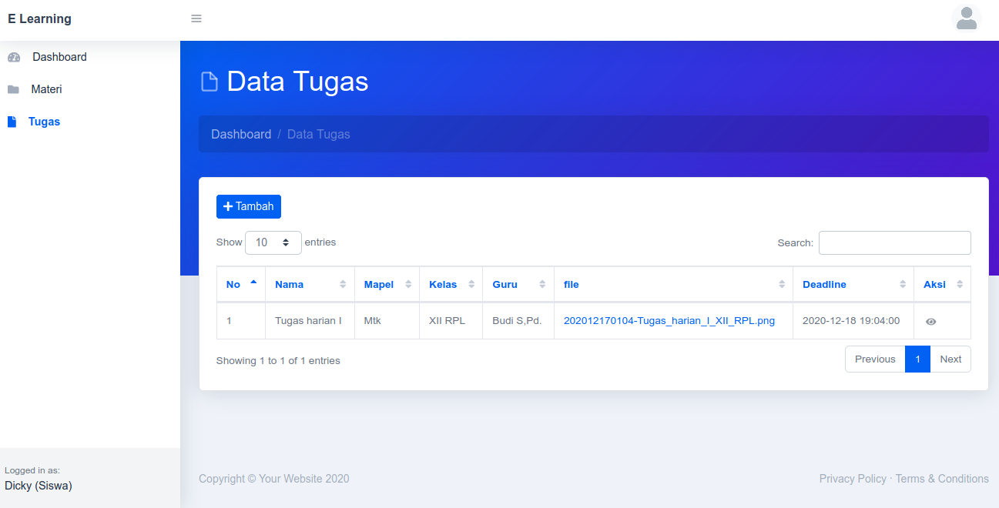 E Learning
Dashboard
Materi
Tugas
Data Tugas
Dashboard / Data Tugas
Tambah
Show 10 entries
Search:
No Nama Mapel Kelas Guru file Deadline Aksi
1 Tugas harian I Mtk XII RPL Budi S,Pd. 202012170104-Tugas_harian_I_XII_RPL.png 2020-12-18 19:04:00
Showing 1 to 1 of 1 entries
Previous 1 Next
Logged in as:
Dicky (Siswa)
Copyright © Your Website 2020
Privacy Policy · Terms & Conditions